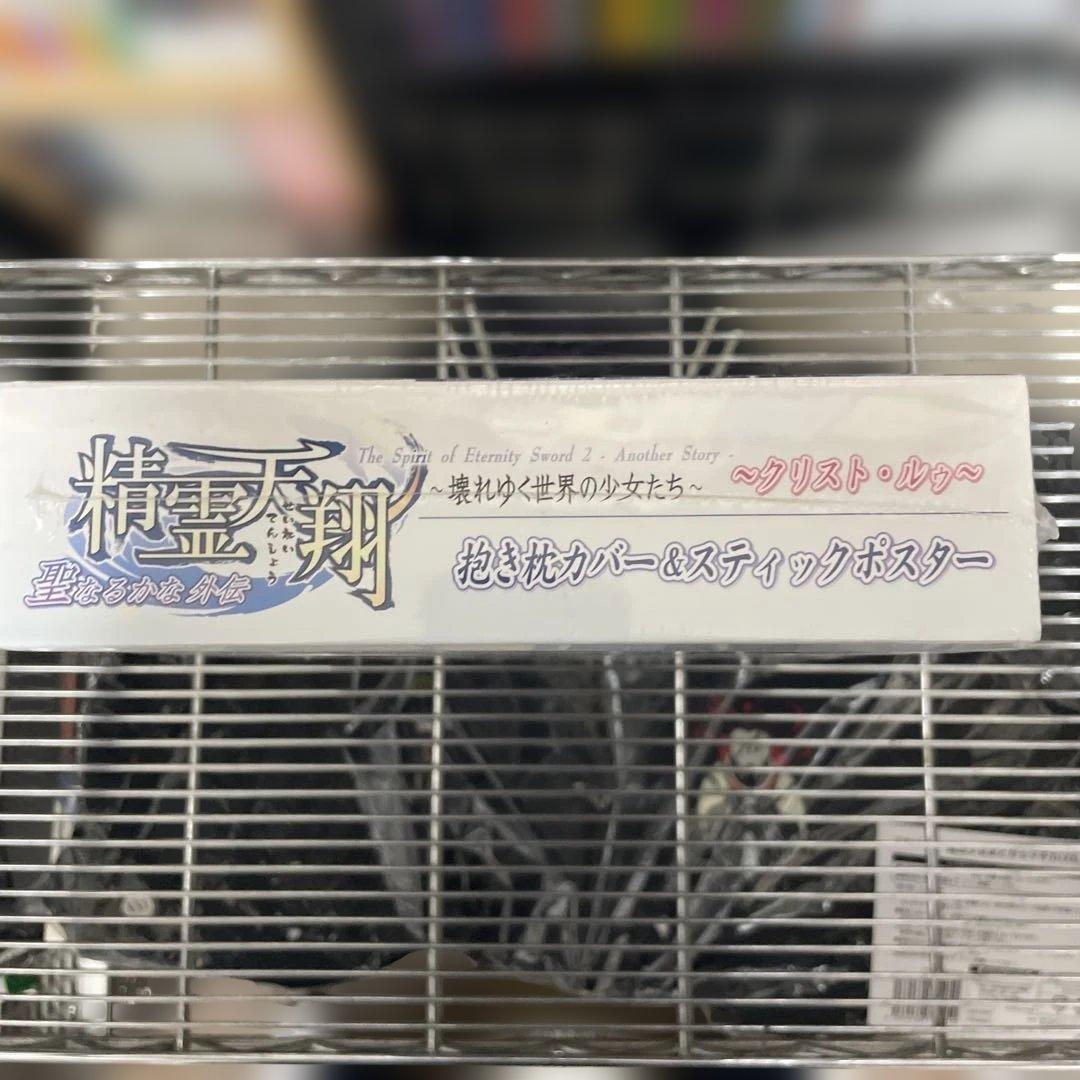 精霊天翔
せいれいてんしょう
聖なるかな 外伝
The Spirit of Eternity Sword 2 - Another Story -
~壊れゆく世界の少女たち~
~クリスト・ルゥ~
抱き枕カバー&スティックポスター